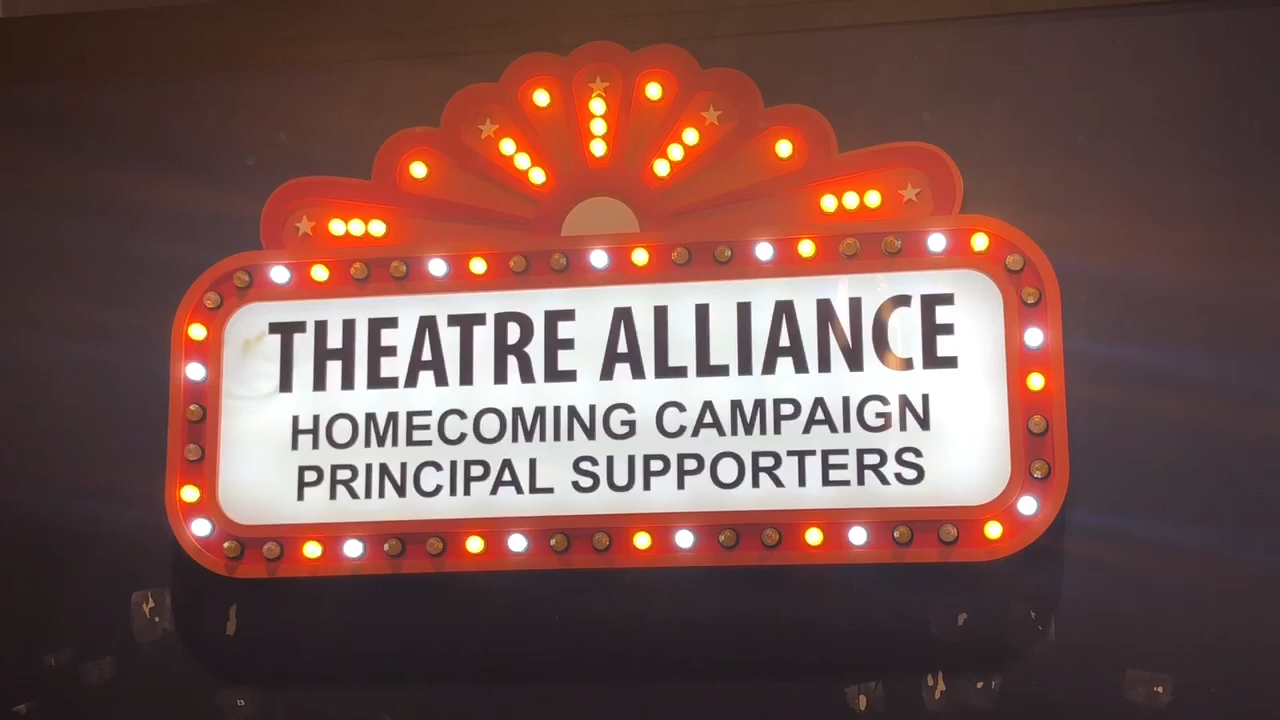 THEATRE ALLIANCE
HOMECOMING CAMPAIGN
PRINCIPAL SUPPORTERS